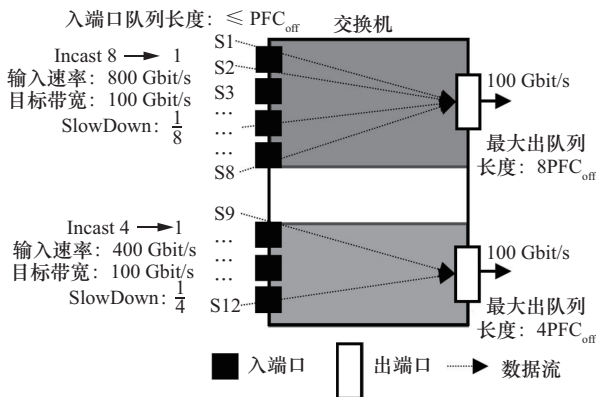 入端口队列长度：≤ PFCoff
交换机
Incast 8 → 1
输入速率：800 Gbit/s
目标带宽：100 Gbit/s
SlowDown: 1/8
S1
S2
S3
…
…
S8
100 Gbit/s
最大出队列
长度：8PFCoff
Incast 4 → 1
输入速率：400 Gbit/s
目标带宽：100 Gbit/s
SlowDown: 1/4
S9
…
…
S12
100 Gbit/s
最大出队列
长度：4PFCoff
入端口
出端口
数据流